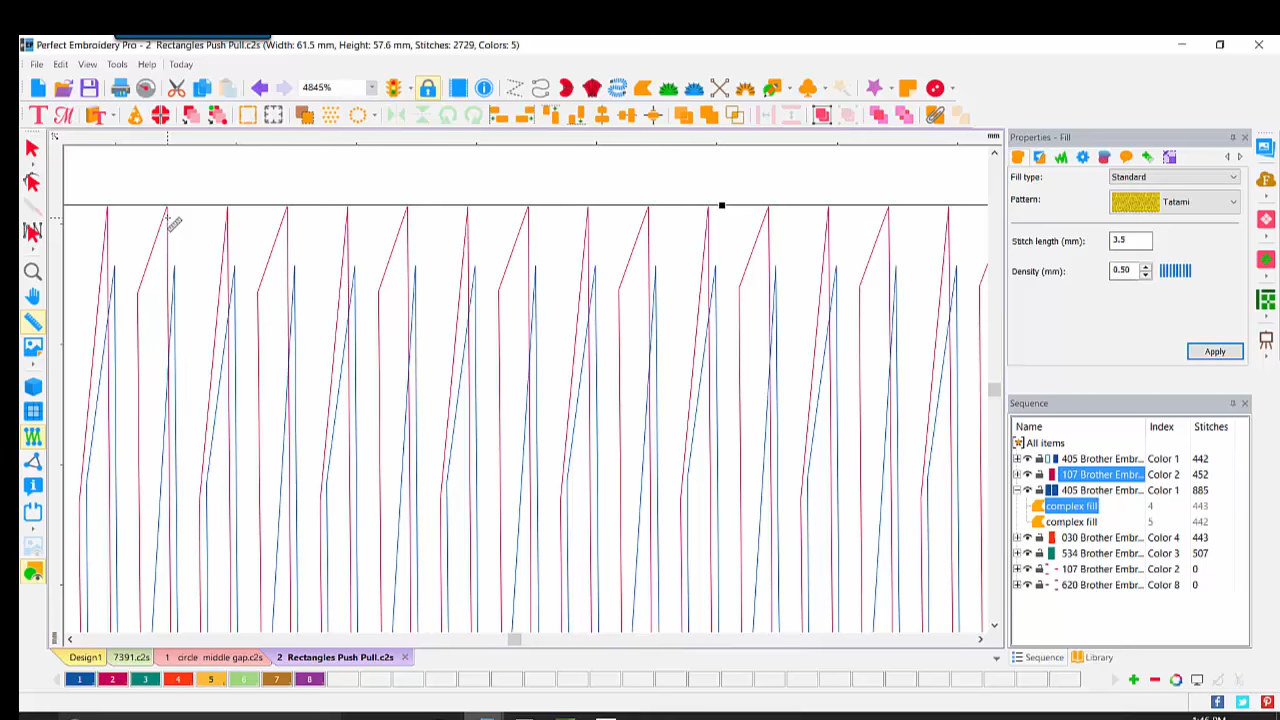 Perfect Embroidery Pro - 2 Rectangles Push Pull.c2s (Width: 61.5 mm, Height: 57.6 mm, Stitches: 2729, Colors: 5)
File Edit View Tools Help Today
4845%
mm
Properties - Fill
Fill type: Standard
Pattern: Tatami
Stitch length (mm): 3.5
Density (mm): 0.50
Apply
Sequence
Name Index Stitches
All items
405 Brother Embr... Color 1 442
107 Brother Embr... Color 2 452
405 Brother Embr... Color 1 885
complex fill 4 443
complex fill 5 442
030 Brother Embr... Color 4 443
534 Brother Embr... Color 3 507
107 Brother Embr... Color 2 0
620 Brother Embr... Color 8 0
Design1 7391.c2s 1 circle middle gap.c2s 2 Rectangles Push Pull.c2s
Sequence Library
1 2 3 4 5 6 7 8